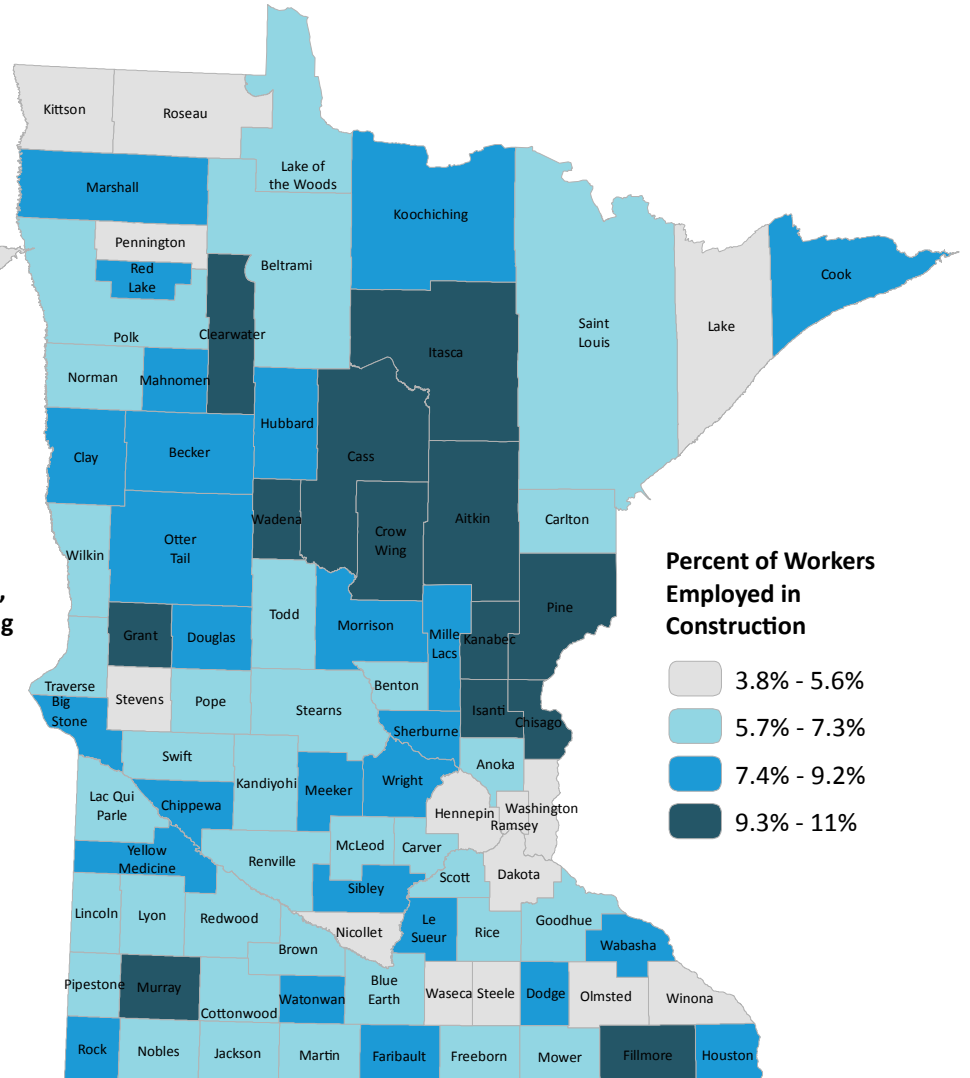 Kittson
Roseau
Lake of
the Woods
Marshall
Koochiching
Pennington
Red
Lake
Beltrami
Cook
Polk
Clearwater
Saint
Louis
Lake
Itasca
Norman
Mahnomen
Hubbard
Clay
Becker
Cass
Wadena
Aitkin
Carlton
Crow
Wing
Otter
Tail
Wilkin
Percent of Workers
Employed in
Construction
3.8% - 5.6%
5.7% - 7.3%
7.4% - 9.2%
9.3% - 11%
,
g
Pine
Todd
Morrison
Mille
Lacs
Kanabec
Grant
Douglas
Traverse
Big
Stone
Stevens
Pope
Stearns
Benton
Isanti
Chisago
Sherburne
Swift
Kandiyohi
Meeker
Wright
Anoka
Lac Qui
Parle
Chippewa
Hennepin
Washington
Ramsey
Yellow
Medicine
Renville
McLeod
Carver
Scott
Dakota
Sibley
Lincoln
Lyon
Redwood
Nicollet
Le
Sueur
Rice
Goodhue
Wabasha
Brown
Pipestone
Murray
Cottonwood
Watonwan
Blue
Earth
Waseca
Steele
Dodge
Olmsted
Winona
Rock
Nobles
Jackson
Martin
Faribault
Freeborn
Mower
Fillmore
Houston